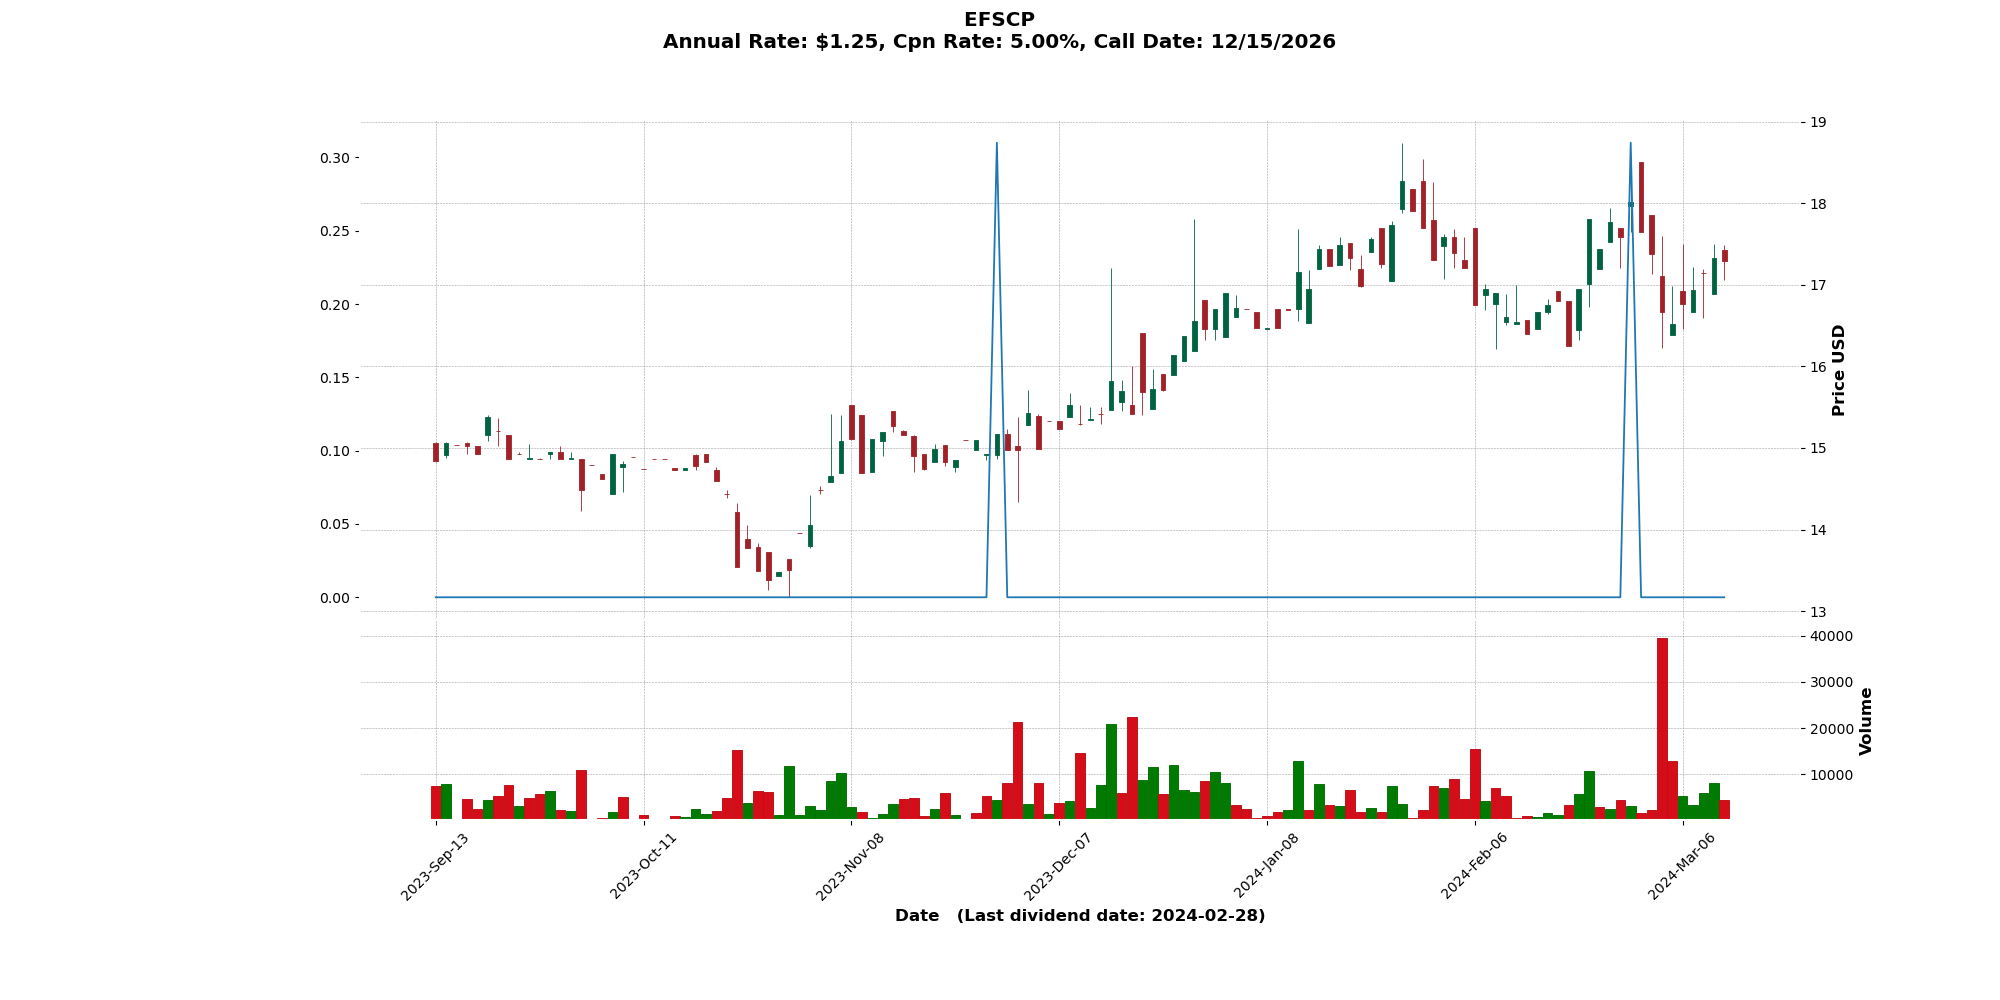 EFSCP
Annual Rate: $1.25, Cpn Rate: 5.00%, Call Date: 12/15/2026
0.30
0.25
0.20
0.15
0.10
0.05
0.00
19
18
17
16
15
14
13
Price USD
40000
30000
20000
10000
Volume
2023-Sep-13
2023-Oct-11
2023-Nov-08
2023-Dec-07
2024-Jan-08
2024-Feb-06
2024-Mar-06
Date (Last dividend date: 2024-02-28)